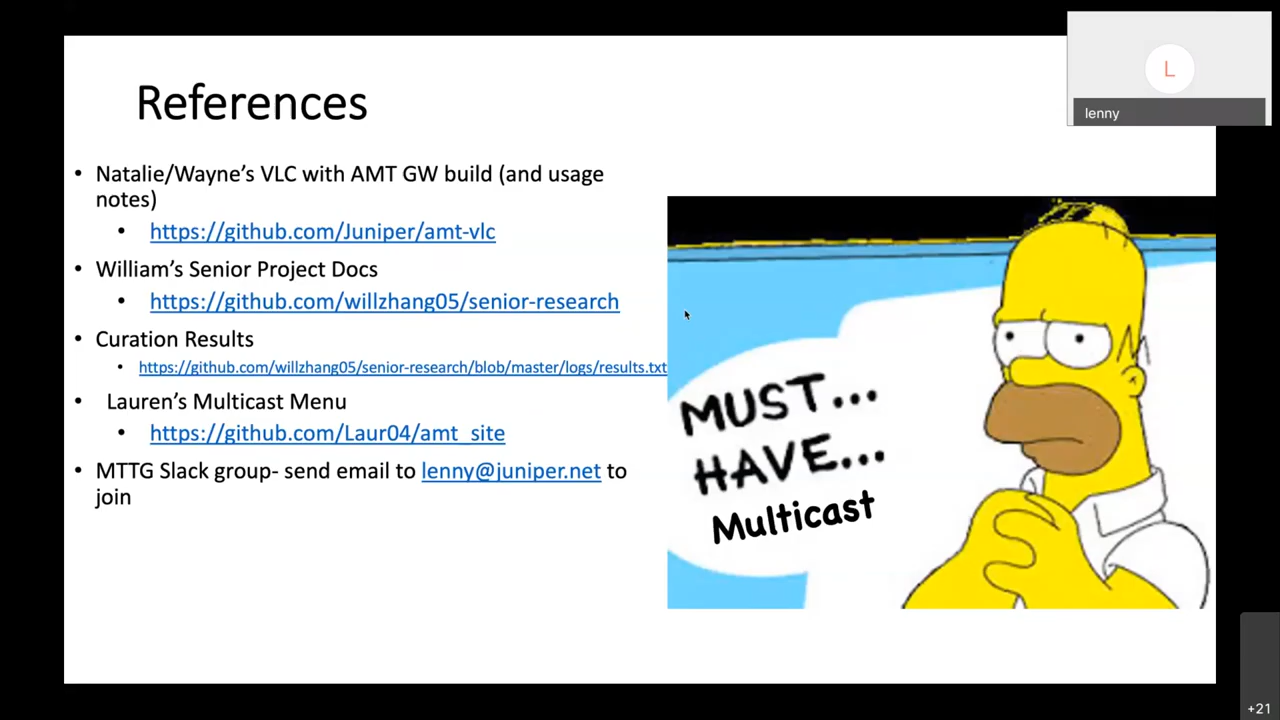 References
• Natalie/Wayne's VLC with AMT GW build (and usage
notes)
• https://github.com/Juniper/amt-vlc
• William's Senior Project Docs
• https://github.com/willzhang05/senior-research
• Curation Results
• https://github.com/willzhang05/senior-research/blob/master/logs/results.txt
• Lauren's Multicast Menu
• https://github.com/Laur04/amt_site
• MTTG Slack group- send email to lenny@juniper.net to
join
MUST...
HAVE...
Multicast
L
lenny
+21